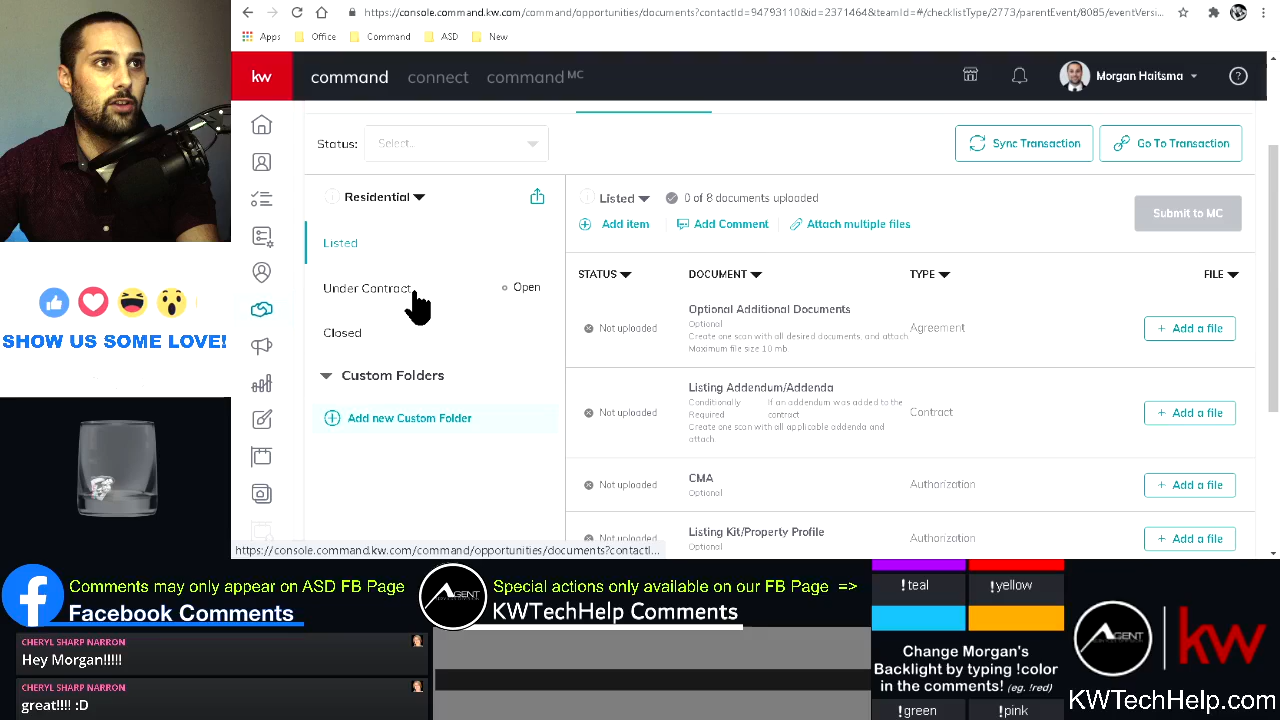 https://console.command.kw.com/command/opportunities/documents?contactId=94793110&id=2371464&teamId=#/checklistType/2773/parentEvent/8085/eventVersi...
Apps Office Command ASD New
kw command connect command MC Morgan Haitsma
Status: Select... Sync Transaction Go To Transaction
Residential
Listed
Under Contract Open
Closed
Custom Folders
Add new Custom Folder
Listed 0 of 8 documents uploaded
Add item Add Comment Attach multiple files
Submit to MC
STATUS DOCUMENT TYPE FILE
Not uploaded
Optional Additional Documents
Optional
Create one scan with all desired documents, and attach
Maximum file size 10 mb
Agreement
+ Add a file
Not uploaded
Listing Addendum/Addenda
Conditionally Required
If an addendum was added to the contract
Create one scan with all applicable addenda and attach.
Contract
+ Add a file
Not uploaded
CMA
Optional
Authorization
+ Add a file
Not uploaded
Listing Kit/Property Profile
Optional
Authorization
+ Add a file
https://console.command.kw.com/command/opportunities/documents?contactI...
SHOW US SOME LOVE!
Comments may only appear on ASD FB Page
Facebook Comments
CHERYL SHARP NARRON
Hey Morgan!!!!!
CHERYL SHARP NARRON
great!!!! :D
AGENT
Special actions only available on our FB Page =>
KWTechHelp Comments
!teal
!yellow
Change Morgan's
Backlight by typing !color
in the comments! (eg. !red)
!green
!pink
AGENT
kw
KWTechHelp.com